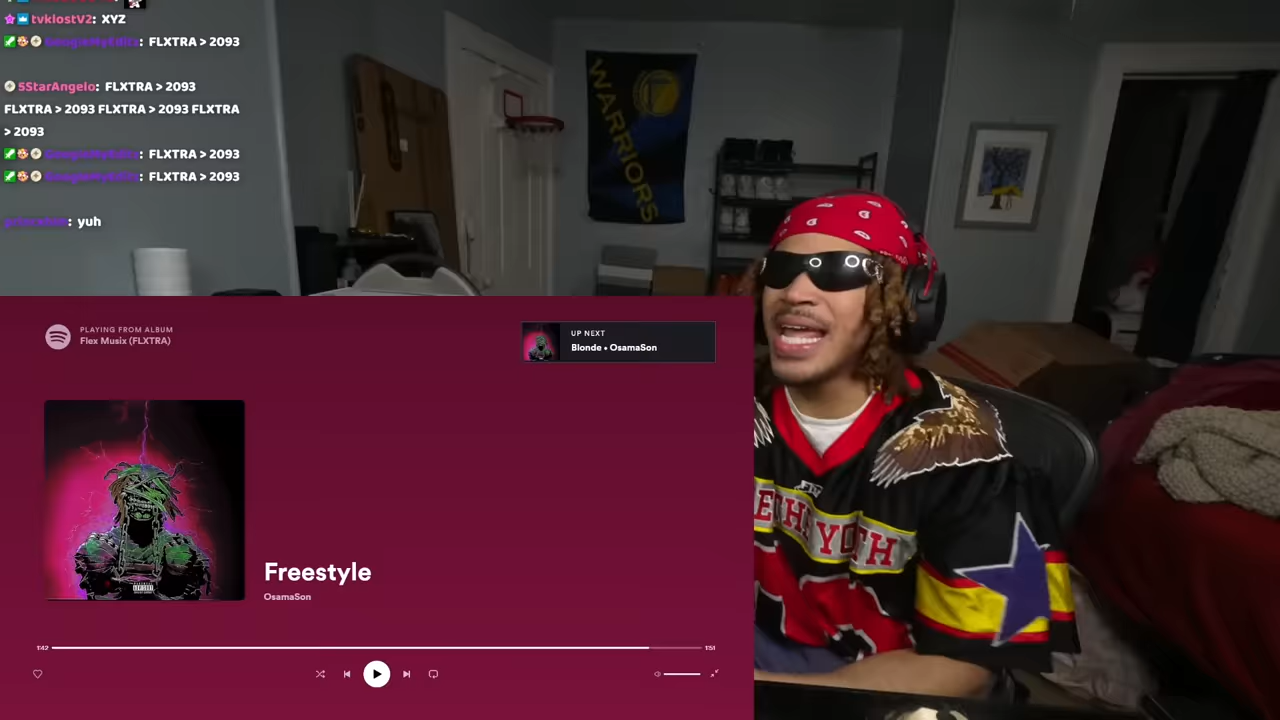 tvklostV2: XYZ
: FLXTRA > 2093
5StarAngelo: FLXTRA > 2093
FLXTRA > 2093 FLXTRA > 2093 FLXTRA
> 2093
: FLXTRA > 2093
: FLXTRA > 2093
: yuh
WARRIORS
PLAYING FROM ALBUM
Flex Musix (FLXTRA)
UP NEXT
Blonde • OsamaSon
Freestyle
OsamaSon
1:42
1:51